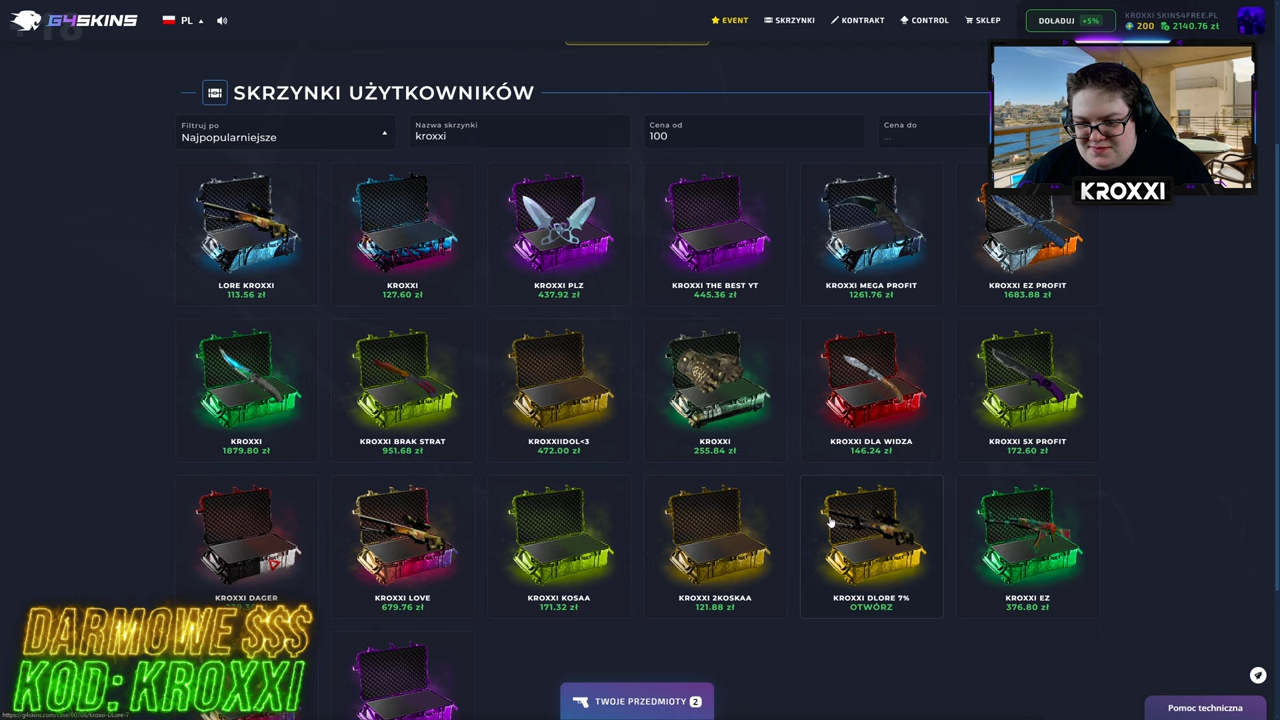 G4SKINS
PL
EVENT
SKRZYNKI
KONTRAKT
CONTROL
SKLEP
DOŁADUJ +5%
KROXXI SKINS4FREE.PL
200 2140.76 zł
SKRZYNKI UŻYTKOWNIKÓW
Filtruj po
Najpopularniejsze
Nazwa skrzynki
kroxxi
Cena od
100
Cena do
...
KROXXI
LORE KROXXI
113.56 zł
KROXXI
127.60 zł
KROXXI PLZ
437.92 zł
KROXXI THE BEST YT
445.36 zł
KROXXI MEGA PROFIT
1261.76 zł
KROXXI EZ PROFIT
1683.88 zł
KROXXI
1879.80 zł
KROXXI BRAK STRAT
951.68 zł
KROXXIIDOL<3
472.00 zł
KROXXI
255.84 zł
KROXXI DLA WIDZA
146.24 zł
KROXXI 5X PROFIT
172.60 zł
KROXXI DAGER
KROXXI LOVE
679.76 zł
KROXXI KOSAA
171.32 zł
KROXXI 2KOSKAA
121.88 zł
KROXXI DLORE 7%
OTWÓRZ
KROXXI EZ
376.80 zł
DARMOWE $$$
KOD: KROXXI
TWOJE PRZEDMIOTY 2
Pomoc techniczna